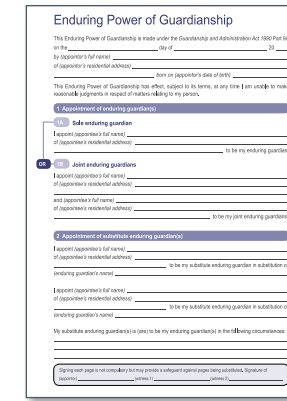 Enduring Power of Guardianship
This Enduring Power of Guardianship is made under the Guardianship and Administration Act 1990 Part 9A
on the day of 20
by (appointor's full name)
of (appointor's residential address)
born on (appointor's date of birth)
This Enduring Power of Guardianship has effect, subject to its terms, at any time I am unable to make
reasonable judgments in respect of matters relating to my person.
1 Appointment of enduring guardian(s)
1A Sole enduring guardian
I appoint (appointee's full name)
of (appointee's residential address)
to be my enduring guardian
OR 1B Joint enduring guardians
I appoint (appointee's full name)
of (appointee's residential address)
and (appointee's full name)
of (appointee's residential address)
to be my joint enduring guardians
2 Appointment of substitute enduring guardian(s)
I appoint (appointee's full name)
of (appointee's residential address)
to be my substitute enduring guardian in substitution o
(enduring guardian's name)
I appoint (appointee's full name)
of (appointee's residential address)
to be my substitute enduring guardian in substitution o
(enduring guardian's name)
My substitute enduring guardian(s) is (are) to be my enduring guardian(s) in the following circumstances:
Signing each page is not compulsory but may provide a safeguard against pages being substituted. Signature of
(appointor) (witness 1) (witness 2)